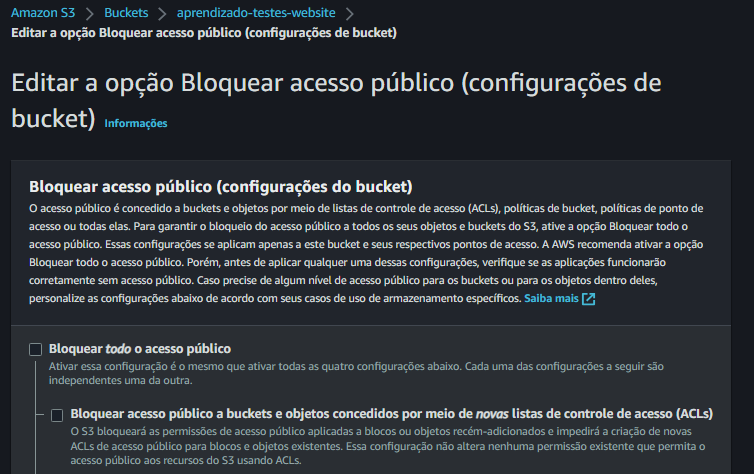 Amazon S3 > Buckets > aprendizado-testes-website >
Editar a opção Bloquear acesso público (configurações de bucket)
Editar a opção Bloquear acesso público (configurações de
bucket) Informações
Bloquear acesso público (configurações do bucket)
O acesso público é concedido a buckets e objetos por meio de listas de controle de acesso (ACLs), políticas de bucket, políticas de ponto de
acesso ou todas elas. Para garantir o bloqueio do acesso público a todos os seus objetos e buckets do S3, ative a opção Bloquear todo o
acesso público. Essas configurações se aplicam apenas a este bucket e seus respectivos pontos de acesso. A AWS recomenda ativar a opção
Bloquear todo o acesso público. Porém, antes de aplicar qualquer uma dessas configurações, verifique se as aplicações funcionarão
corretamente sem acesso público. Caso precise de algum nível de acesso público para os buckets ou para os objetos dentro deles,
personalize as configurações abaixo de acordo com seus casos de uso de armazenamento específicos. Saiba mais
Bloquear todo o acesso público
Ativar essa configuração é o mesmo que ativar todas as quatro configurações abaixo. Cada uma das configurações a seguir são
independentes uma da outra.
Bloquear acesso público a buckets e objetos concedidos por meio de novas listas de controle de acesso (ACLs)
O S3 bloqueará as permissões de acesso público aplicadas a blocos ou objetos recém-adicionados e impedirá a criação de novas
ACLs de acesso público para blocos e objetos existentes. Essa configuração não altera nenhuma permissão existente que permita o
acesso público aos recursos do S3 usando ACLs.